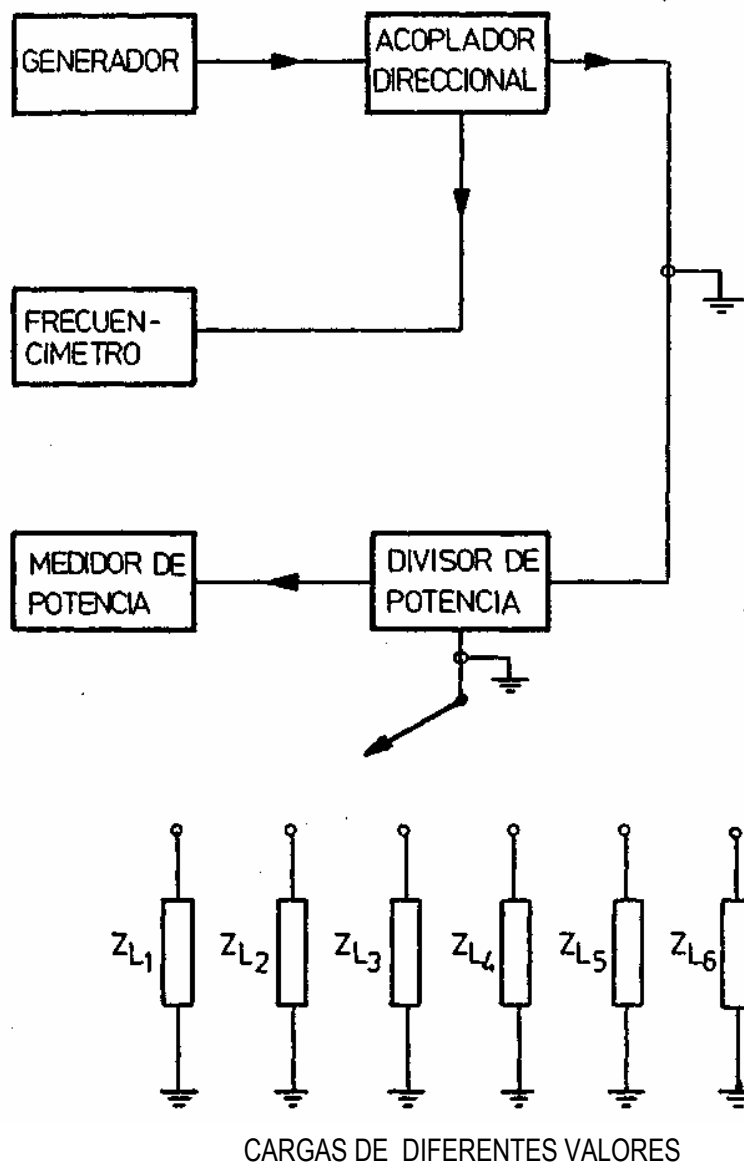 GENERADOR
ACOPLADOR
DIRECCIONAL
FRECUEN-
CIMETRO
MEDIDOR DE
POTENCIA
DIVISOR DE
POTENCIA
ZL1 ZL2 ZL3 ZL4 ZL5 ZL6
CARGAS DE DIFERENTES VALORES